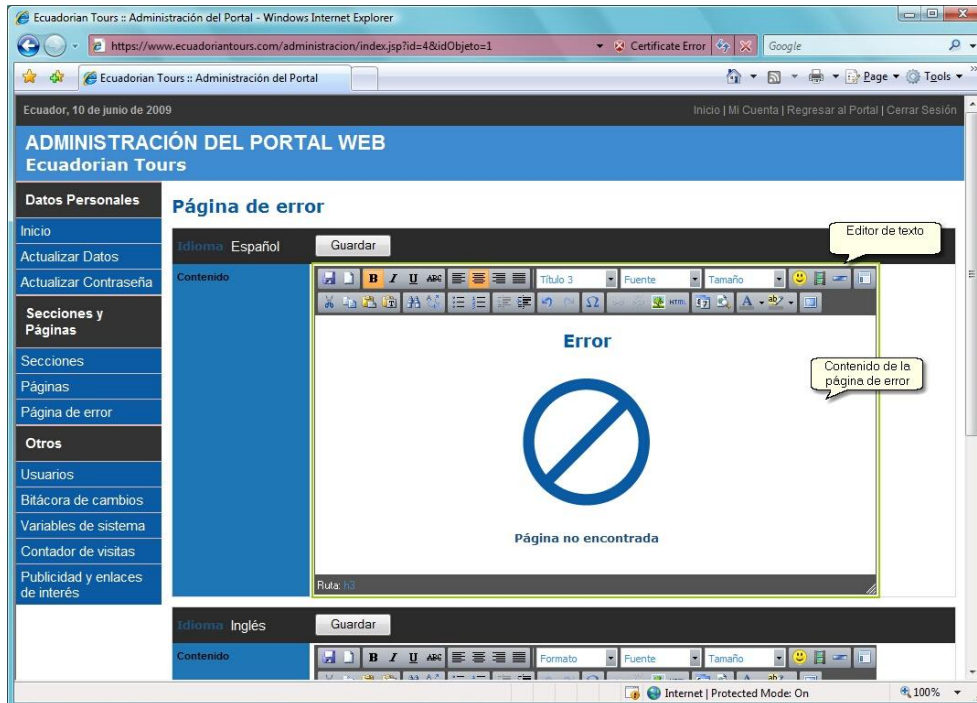 Ecuadorian Tours :: Administración del Portal - Windows Internet Explorer
https://www.ecuadoriantours.com/administracion/index.jsp?id=4&idObjeto=1
Certificate Error
Google
Ecuadorian Tours :: Administración del Portal
Page
Tools
Ecuador, 10 de junio de 2009
Inicio | Mi Cuenta | Regresar al Portal | Cerrar Sesión
ADMINISTRACIÓN DEL PORTAL WEB
Ecuadorian Tours
Datos Personales
Inicio
Actualizar Datos
Actualizar Contraseña
Secciones y
Páginas
Secciones
Páginas
Página de error
Otros
Usuarios
Bitácora de cambios
Variables de sistema
Contador de visitas
Publicidad y enlaces
de interés
Página de error
Idioma Español Guardar
Editor de texto
Contenido
B I U ABC Título 3 Fuente Tamaño
HTML A ab
Error
Contenido de la
página de error
Página no encontrada
Ruta: h3
Idioma Inglés Guardar
Contenido
B I U ABC Formato Fuente Tamaño
Internet | Protected Mode: On
100%